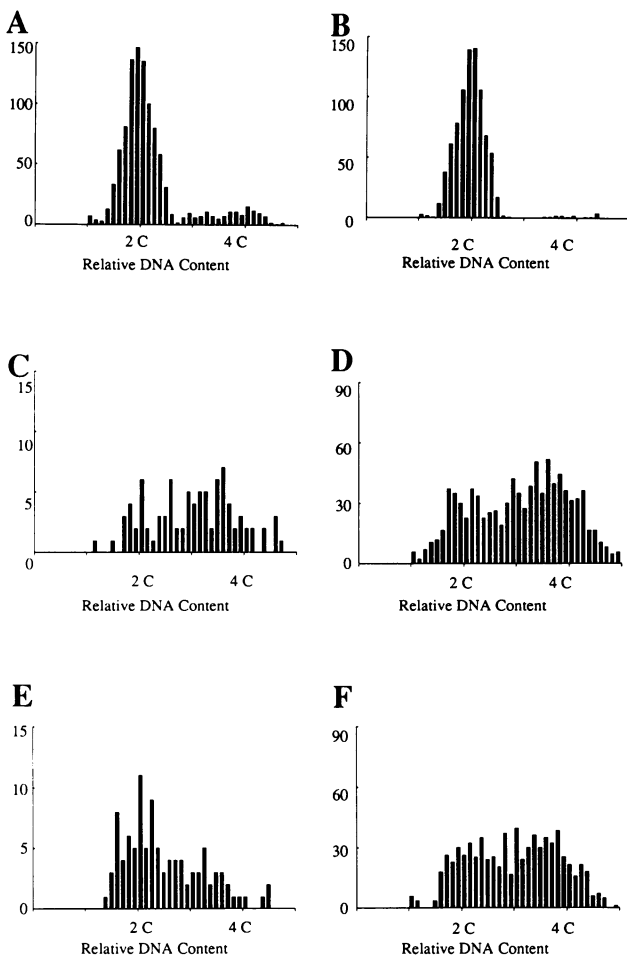 A
150
100
50
0
2 C 4 C
Relative DNA Content
B
150
100
50
0
2 C 4 C
Relative DNA Content
C
15
10
5
0
2 C 4 C
Relative DNA Content
D
90
60
30
0
2 C 4 C
Relative DNA Content
E
15
10
5
0
2 C 4 C
Relative DNA Content
F
90
60
30
0
2 C 4 C
Relative DNA Content